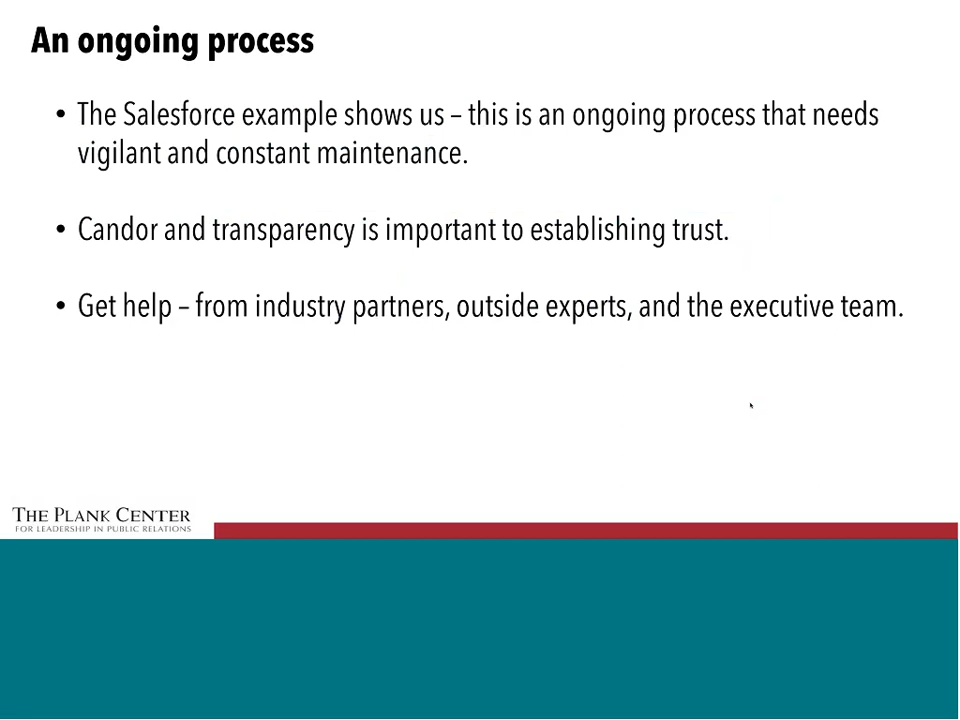 An ongoing process
• The Salesforce example shows us – this is an ongoing process that needs
vigilant and constant maintenance.
• Candor and transparency is important to establishing trust.
• Get help – from industry partners, outside experts, and the executive team.
THE PLANK CENTER
FOR LEADERSHIP IN PUBLIC RELATIONS